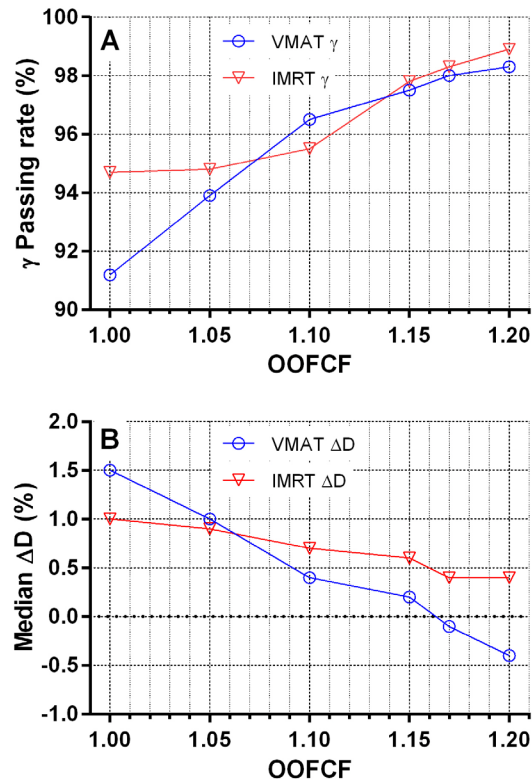 A
VMAT γ
IMRT γ
γ Passing rate (%)
100
98
96
94
92
90
1.00 1.05 1.10 1.15 1.20
OOFCF
B
VMAT ΔD
IMRT ΔD
Median ΔD (%)
2.0
1.5
1.0
0.5
0.0
-0.5
-1.0
1.00 1.05 1.10 1.15 1.20
OOFCF